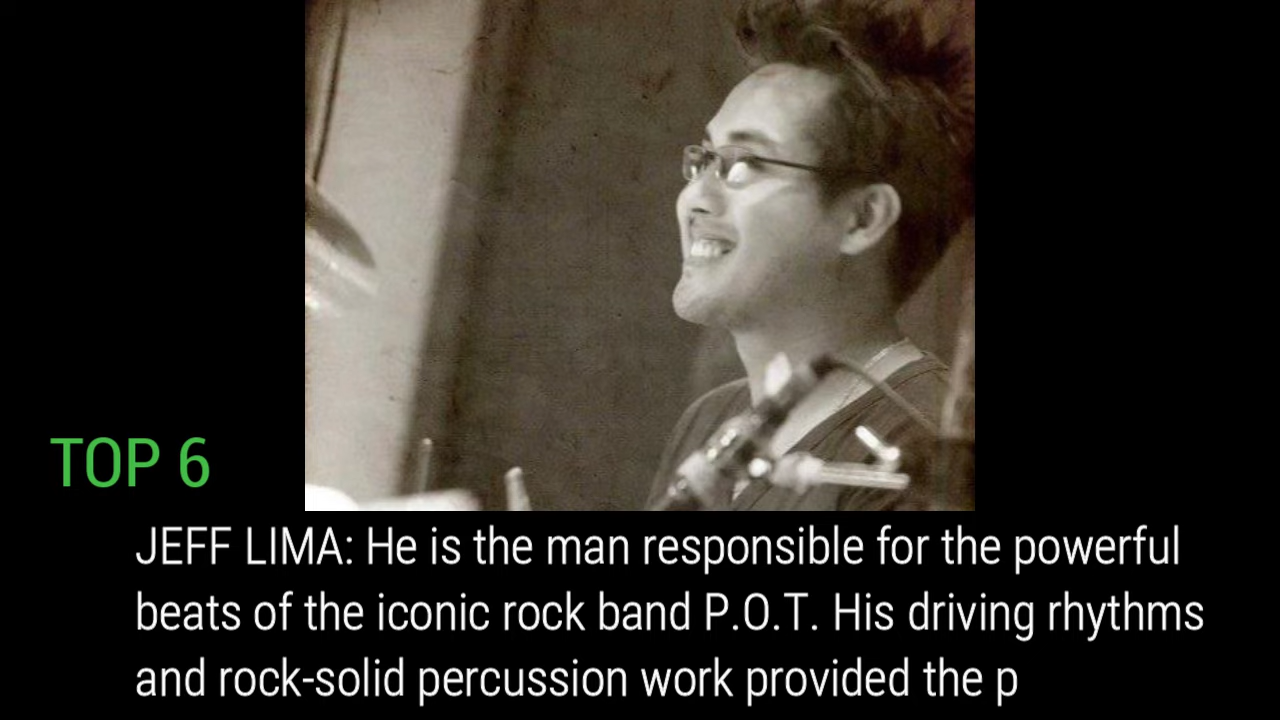 TOP 6
JEFF LIMA: He is the man responsible for the powerful
beats of the iconic rock band P.O.T. His driving rhythms
and rock-solid percussion work provided the p